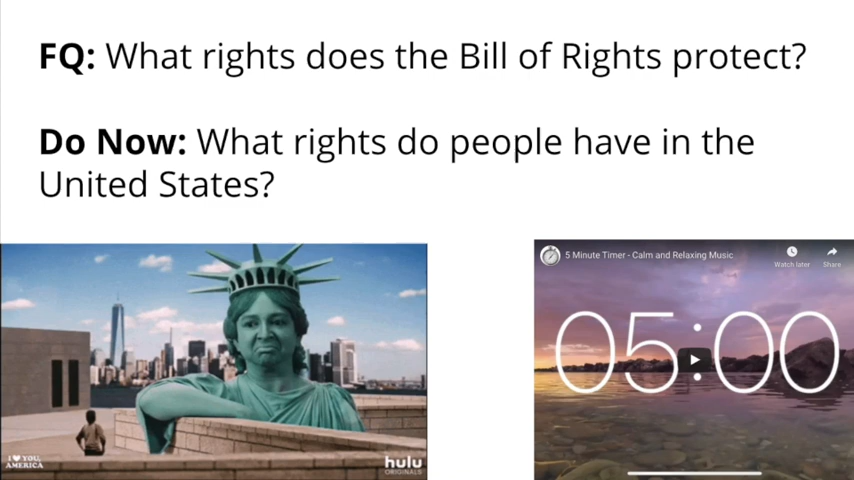 FQ: What rights does the Bill of Rights protect?
Do Now: What rights do people have in the
United States?
5 Minute Timer - Calm and Relaxing Music
Watch later
Share
05:00
I ♥ YOU,
AMERICA
hulu
ORIGINALS